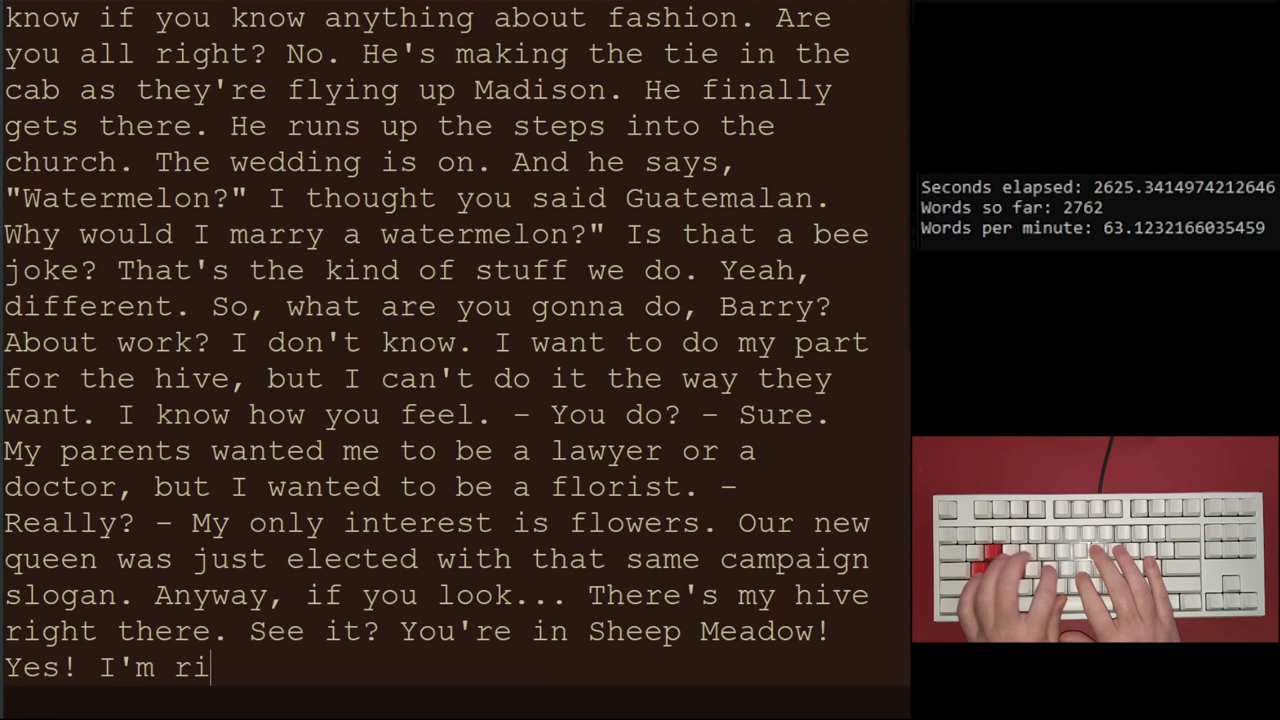 know if you know anything about fashion. Are
you all right? No. He's making the tie in the
cab as they're flying up Madison. He finally
gets there. He runs up the steps into the
church. The wedding is on. And he says,
"Watermelon?" I thought you said Guatemalan.
Why would I marry a watermelon?" Is that a bee
joke? That's the kind of stuff we do. Yeah,
different. So, what are you gonna do, Barry?
About work? I don't know. I want to do my part
for the hive, but I can't do it the way they
want. I know how you feel. - You do? - Sure.
My parents wanted me to be a lawyer or a
doctor, but I wanted to be a florist. -
Really? - My only interest is flowers. Our new
queen was just elected with that same campaign
slogan. Anyway, if you look... There's my hive
right there. See it? You're in Sheep Meadow!
Yes! I'm ri
Seconds elapsed: 2625.3414974212646
Words so far: 2762
Words per minute: 63.1232166035459